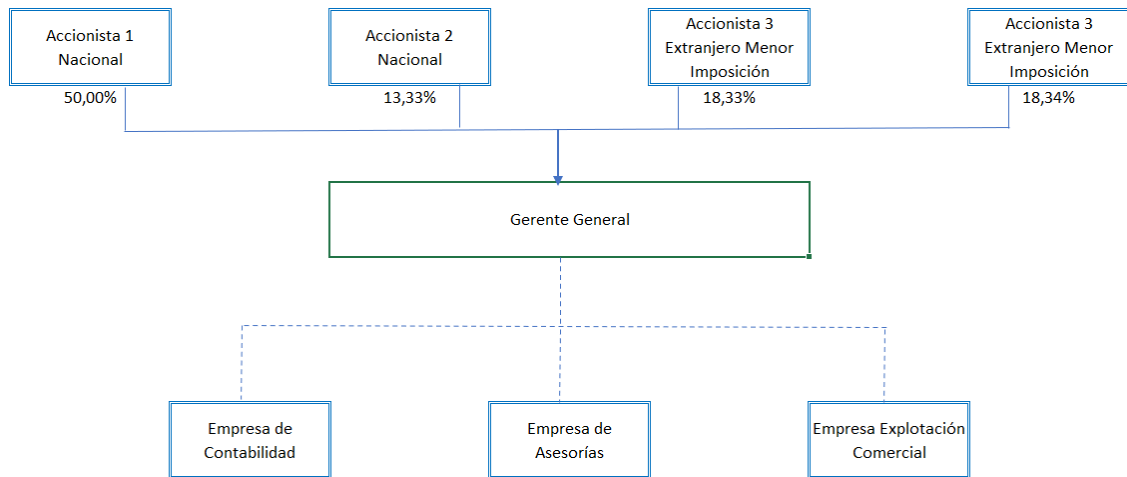 Accionista 1
Nacional
50,00%
Accionista 2
Nacional
13,33%
Accionista 3
Extranjero Menor
Imposición
18,33%
Accionista 3
Extranjero Menor
Imposición
18,34%
Gerente General
Empresa de
Contabilidad
Empresa de
Asesorías
Empresa Explotación
Comercial